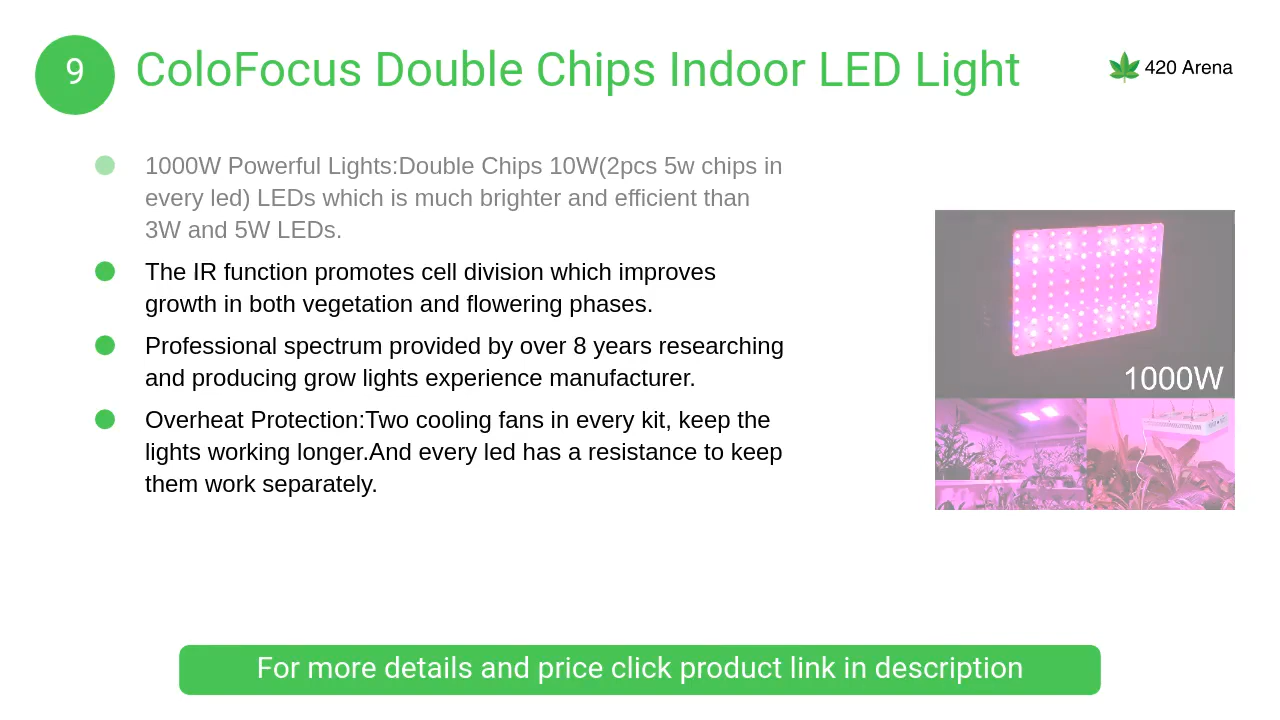 9
ColoFocus Double Chips Indoor LED Light
420 Arena
1000W Powerful Lights:Double Chips 10W(2pcs 5w chips in
every led) LEDs which is much brighter and efficient than
3W and 5W LEDs.
The IR function promotes cell division which improves
growth in both vegetation and flowering phases.
Professional spectrum provided by over 8 years researching
and producing grow lights experience manufacturer.
Overheat Protection:Two cooling fans in every kit, keep the
lights working longer.And every led has a resistance to keep
them work separately.
1000W
For more details and price click product link in description